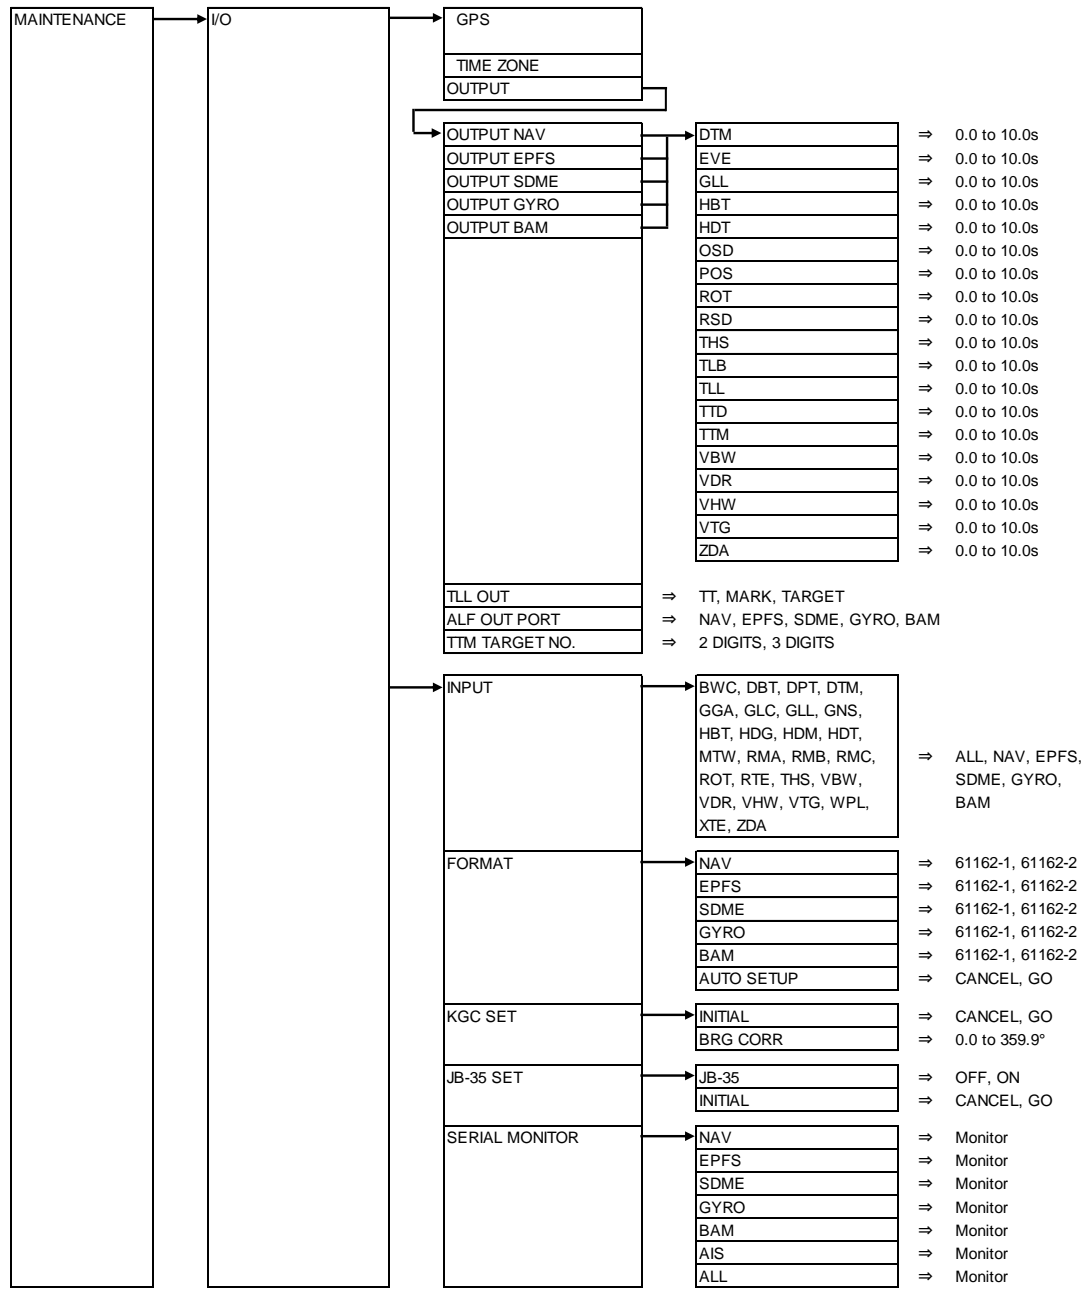 MAINTENANCE I/O GPS
TIME ZONE
OUTPUT
OUTPUT NAV DTM ⇒ 0.0 to 10.0s
OUTPUT EPFS EVE ⇒ 0.0 to 10.0s
OUTPUT SDME GLL ⇒ 0.0 to 10.0s
OUTPUT GYRO HBT ⇒ 0.0 to 10.0s
OUTPUT BAM HDT ⇒ 0.0 to 10.0s
OSD ⇒ 0.0 to 10.0s
POS ⇒ 0.0 to 10.0s
ROT ⇒ 0.0 to 10.0s
RSD ⇒ 0.0 to 10.0s
THS ⇒ 0.0 to 10.0s
TLB ⇒ 0.0 to 10.0s
TLL ⇒ 0.0 to 10.0s
TTD ⇒ 0.0 to 10.0s
TTM ⇒ 0.0 to 10.0s
VBW ⇒ 0.0 to 10.0s
VDR ⇒ 0.0 to 10.0s
VHW ⇒ 0.0 to 10.0s
VTG ⇒ 0.0 to 10.0s
ZDA ⇒ 0.0 to 10.0s
TLL OUT ⇒ TT, MARK, TARGET
ALF OUT PORT ⇒ NAV, EPFS, SDME, GYRO, BAM
TTM TARGET NO. ⇒ 2 DIGITS, 3 DIGITS
INPUT BWC, DBT, DPT, DTM,
GGA, GLC, GLL, GNS,
HBT, HDG, HDM, HDT,
MTW, RMA, RMB, RMC, ⇒ ALL, NAV, EPFS,
ROT, RTE, THS, VBW, SDME, GYRO,
VDR, VHW, VTG, WPL, BAM
XTE, ZDA
FORMAT NAV ⇒ 61162-1, 61162-2
EPFS ⇒ 61162-1, 61162-2
SDME ⇒ 61162-1, 61162-2
GYRO ⇒ 61162-1, 61162-2
BAM ⇒ 61162-1, 61162-2
AUTO SETUP ⇒ CANCEL, GO
KGC SET INITIAL ⇒ CANCEL, GO
BRG CORR ⇒ 0.0 to 359.9°
JB-35 SET JB-35 ⇒ OFF, ON
INITIAL ⇒ CANCEL, GO
SERIAL MONITOR NAV ⇒ Monitor
EPFS ⇒ Monitor
SDME ⇒ Monitor
GYRO ⇒ Monitor
BAM ⇒ Monitor
AIS ⇒ Monitor
ALL ⇒ Monitor